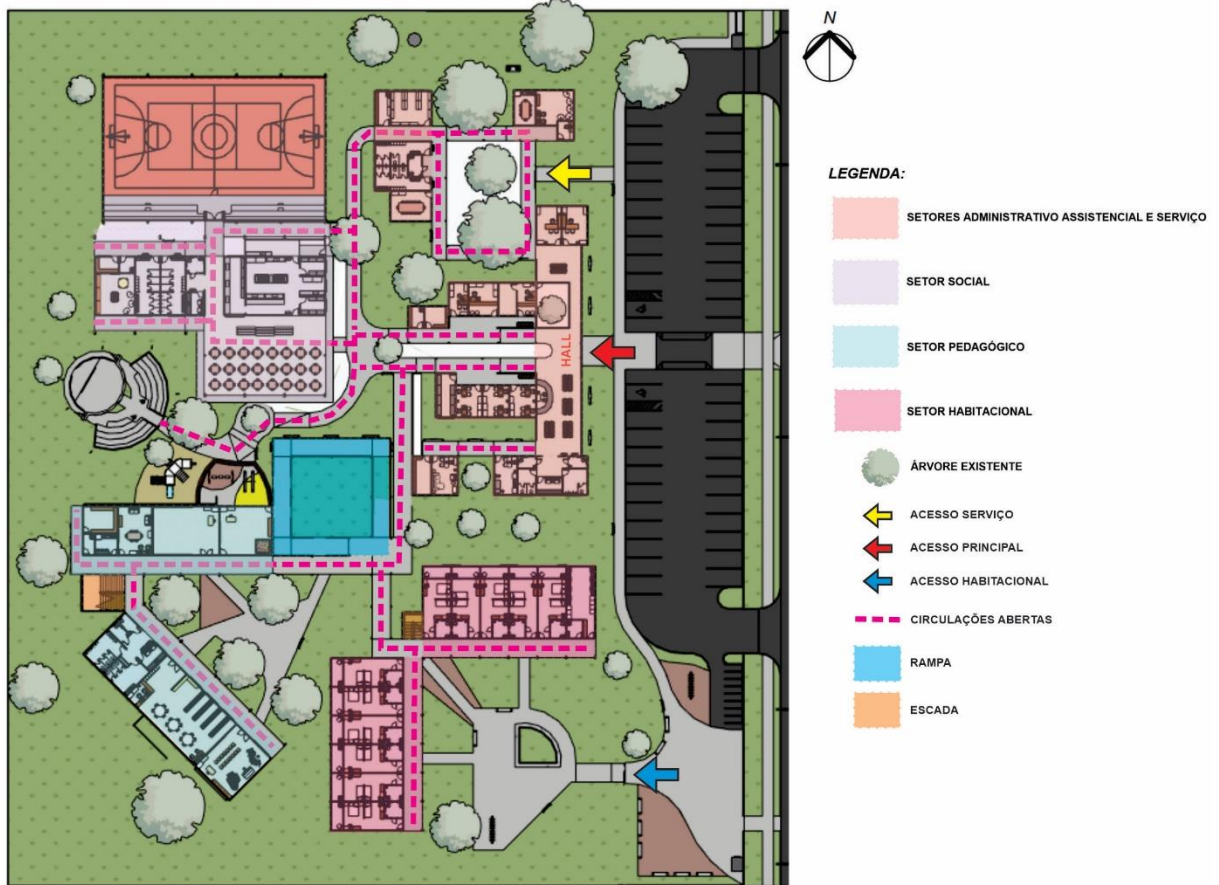 N
LEGENDA:
SETORES ADMINISTRATIVO ASSISTENCIAL E SERVIÇO
SETOR SOCIAL
SETOR PEDAGÓGICO
SETOR HABITACIONAL
ÁRVORE EXISTENTE
ACESSO SERVIÇO
ACESSO PRINCIPAL
ACESSO HABITACIONAL
CIRCULAÇÕES ABERTAS
RAMPA
ESCADA
HALL